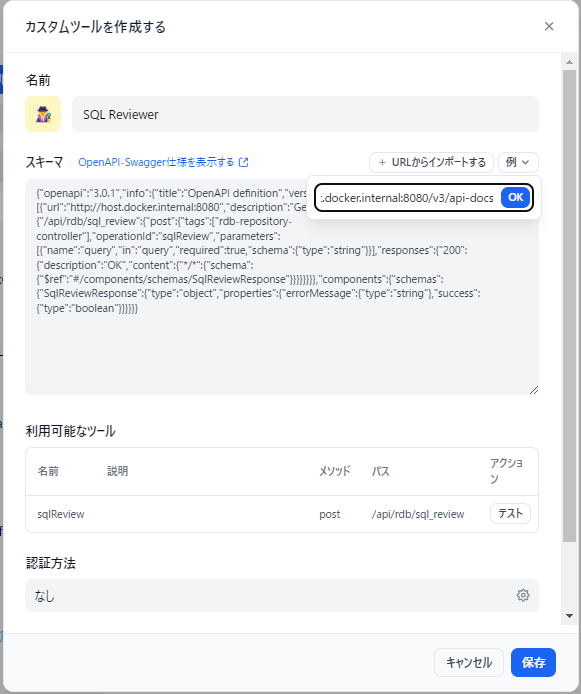 カスタムツールを作成する
名前
SQL Reviewer
スキーマ OpenAPI-Swagger仕様を表示する + URLからインポートする 例
:.docker.internal:8080/v3/api-docs OK
{"openapi":"3.0.1","info":{"title":"OpenAPI definition","vers
[{"url":"http://host.docker.internal:8080","description":"Ge
{"/api/rdb/sql_review":{"post":{"tags":["rdb-repository-
controller"],"operationId":"sqlReview","parameters":
[{"name":"query","in":"query","required":true,"schema":{"type":"string"}}],"responses":{"200":
{"description":"OK","content":{"*/*":{"schema":
{"$ref":"#/components/schemas/SqlReviewResponse"}}}}}}}},"components":{"schemas":
{"SqlReviewResponse":{"type":"object","properties":{"errorMessage":{"type":"string"},"success":
{"type":"boolean"}}}}}}
利用可能なツール
名前 説明 メソッド パス アクション
sqlReview post /api/rdb/sql_review テスト
認証方法
なし
キャンセル 保存